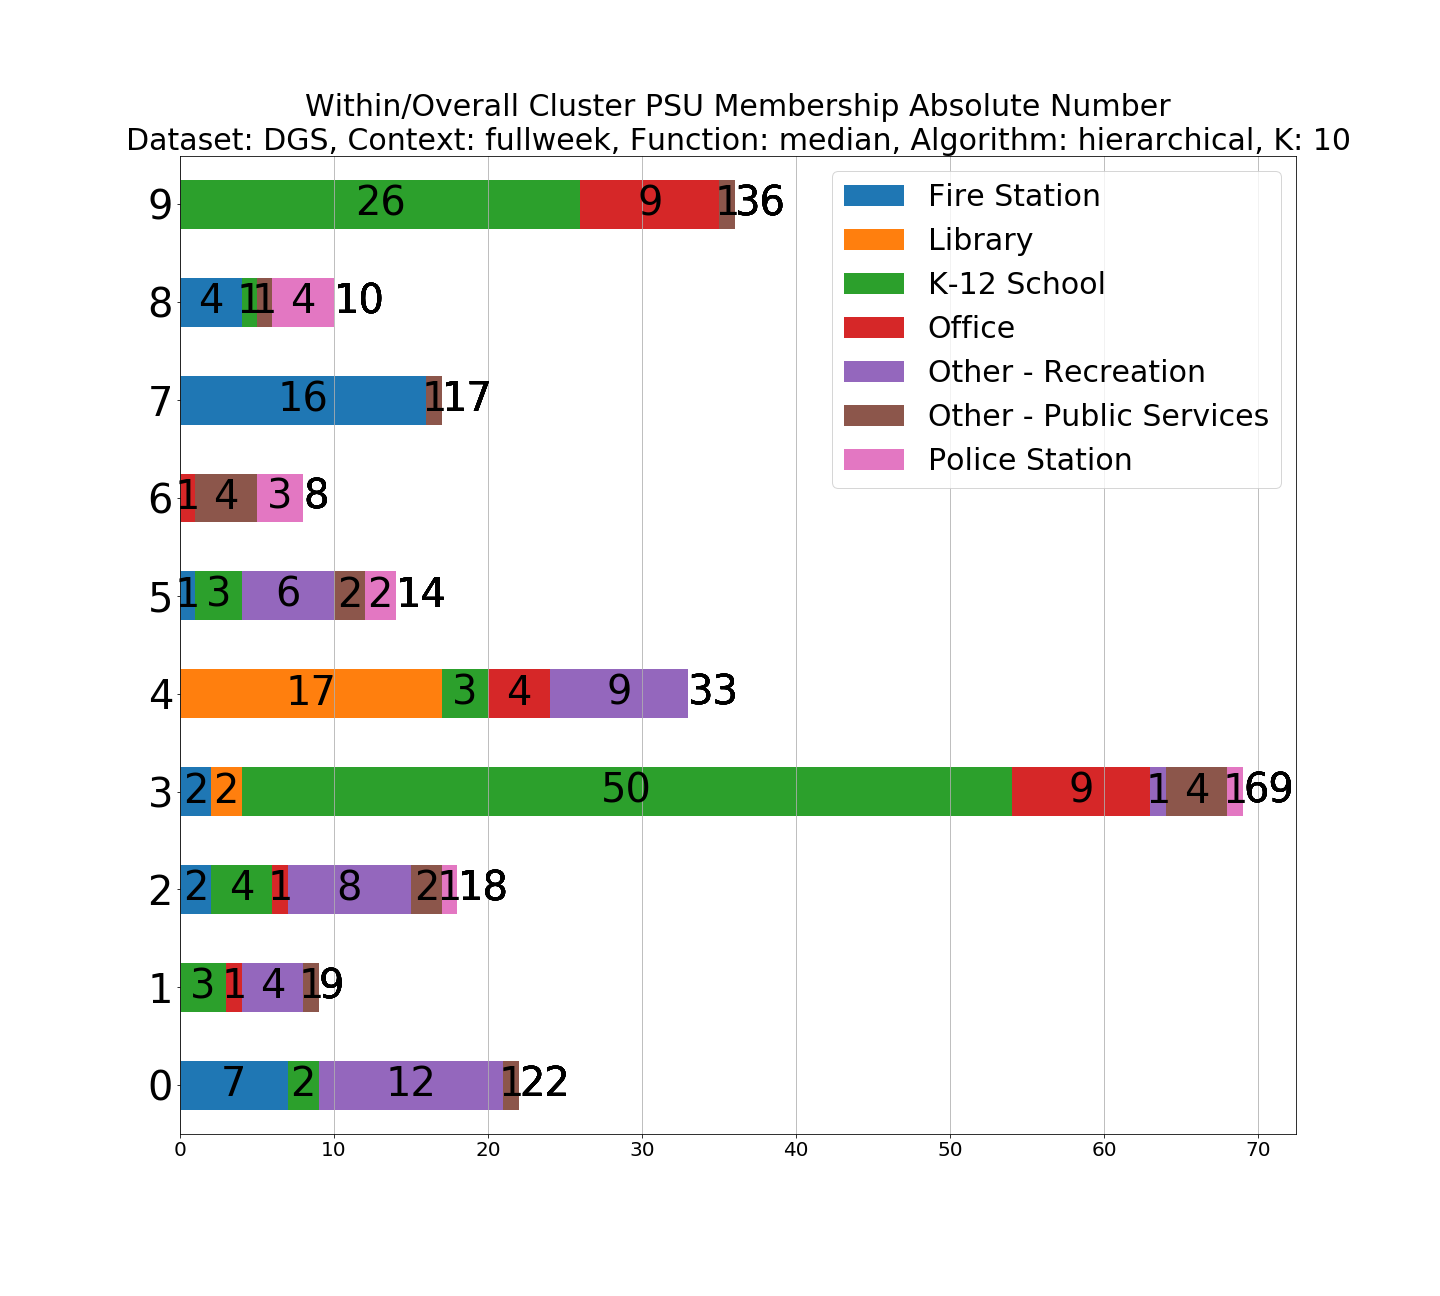 Within/Overall Cluster PSU Membership Absolute Number
Dataset: DGS, Context: fullweek, Function: median, Algorithm: hierarchical, K: 10
Fire Station
Library
K-12 School
Office
Other - Recreation
Other - Public Services
Police Station
9 26 9 1 36
8 4 1 1 4 10
7 16 1 17
6 1 4 3 8
5 1 3 6 2 2 14
4 17 3 4 9 33
3 2 2 50 9 1 4 1 69
2 2 4 1 8 2 1 18
1 3 1 4 1 9
0 7 2 12 1 22
0 10 20 30 40 50 60 70